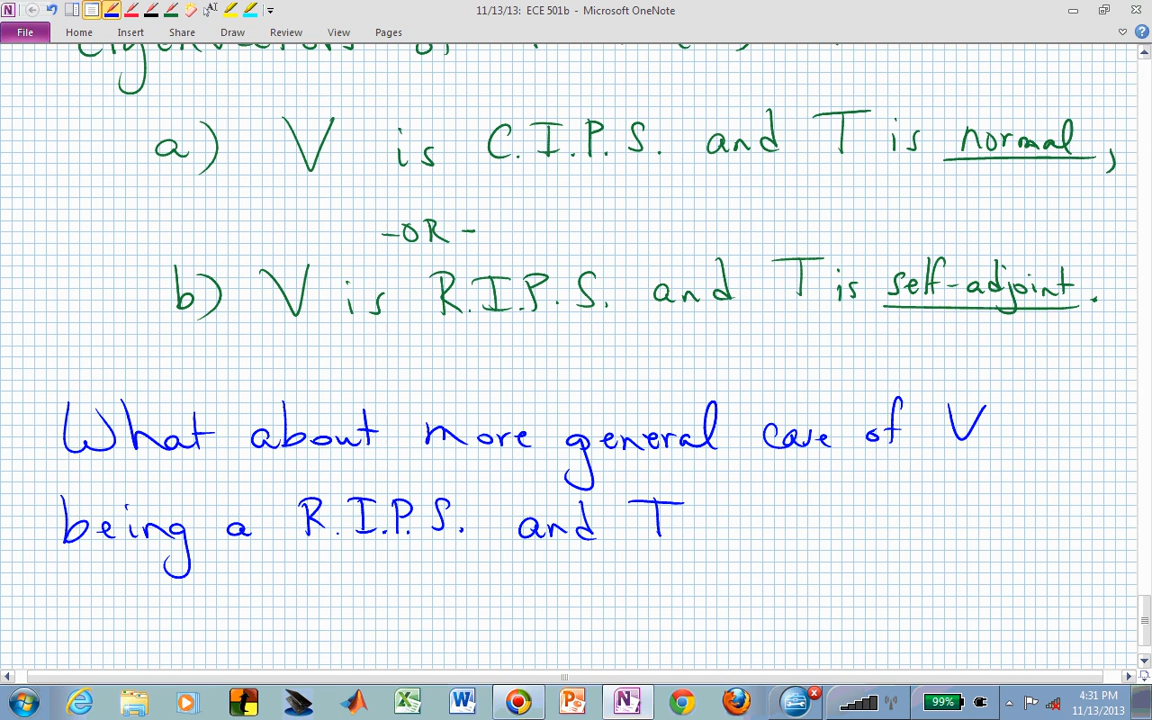 11/13/13: ECE 501b - Microsoft OneNote
File Home Insert Share Draw Review View Pages
Eigenvectors of
a) V is C.I.P.S. and T is normal,
-OR-
b) V is R.I.P.S. and T is self-adjoint.
What about more general case of V
being a R.I.P.S. and T
99%
4:31 PM
11/13/2013